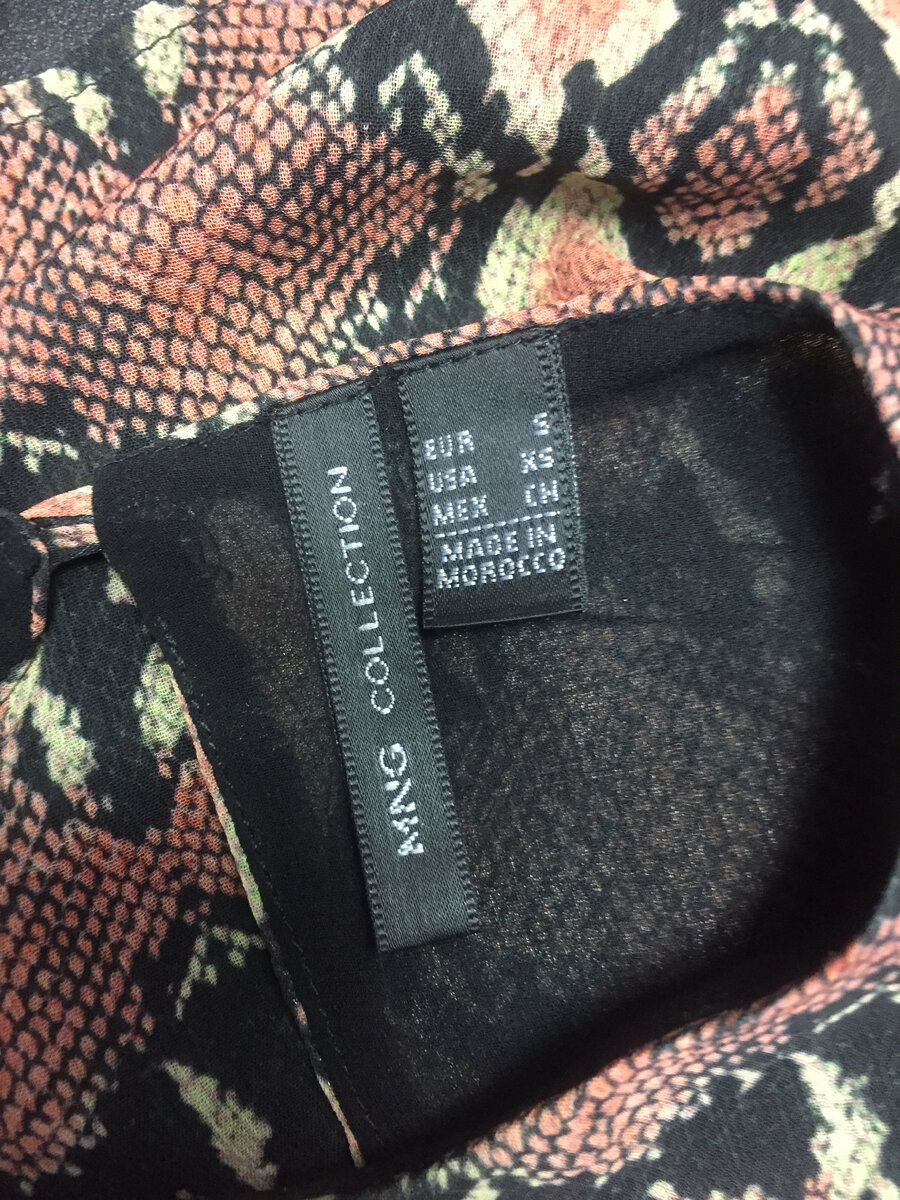 MNG COLLECTION
EUR S
USA XS
MEX CH
MADE IN
MOROCCO